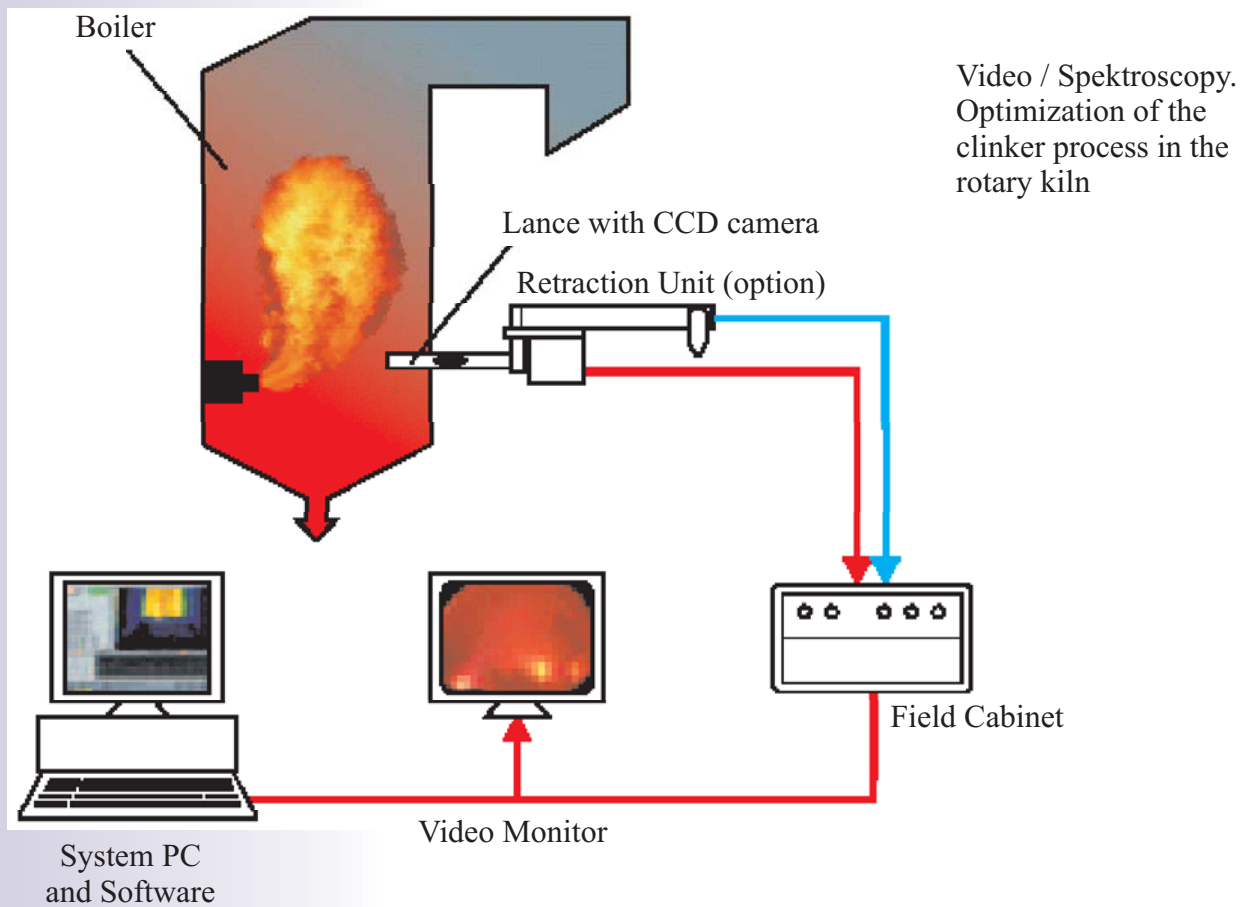 Boiler
Video / Spektroscopy.
Optimization of the
clinker process in the
rotary kiln
Lance with CCD camera
Retraction Unit (option)
Field Cabinet
Video Monitor
System PC
and Software